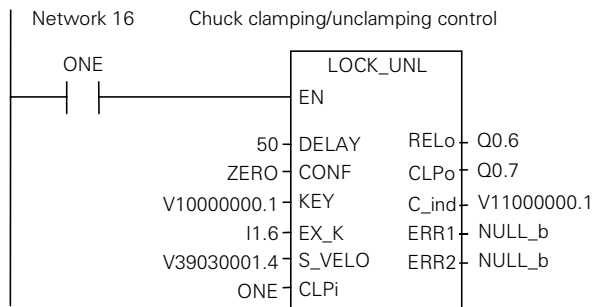 Network 16 Chuck clamping/unclamping control
ONE
LOCK_UNL
EN
50 DELAY RELo Q0.6
ZERO CONF CLPo Q0.7
V10000000.1 KEY C_ind V11000000.1
I1.6 EX_K ERR1 NULL_b
V39030001.4 S_VELO ERR2 NULL_b
ONE CLPi